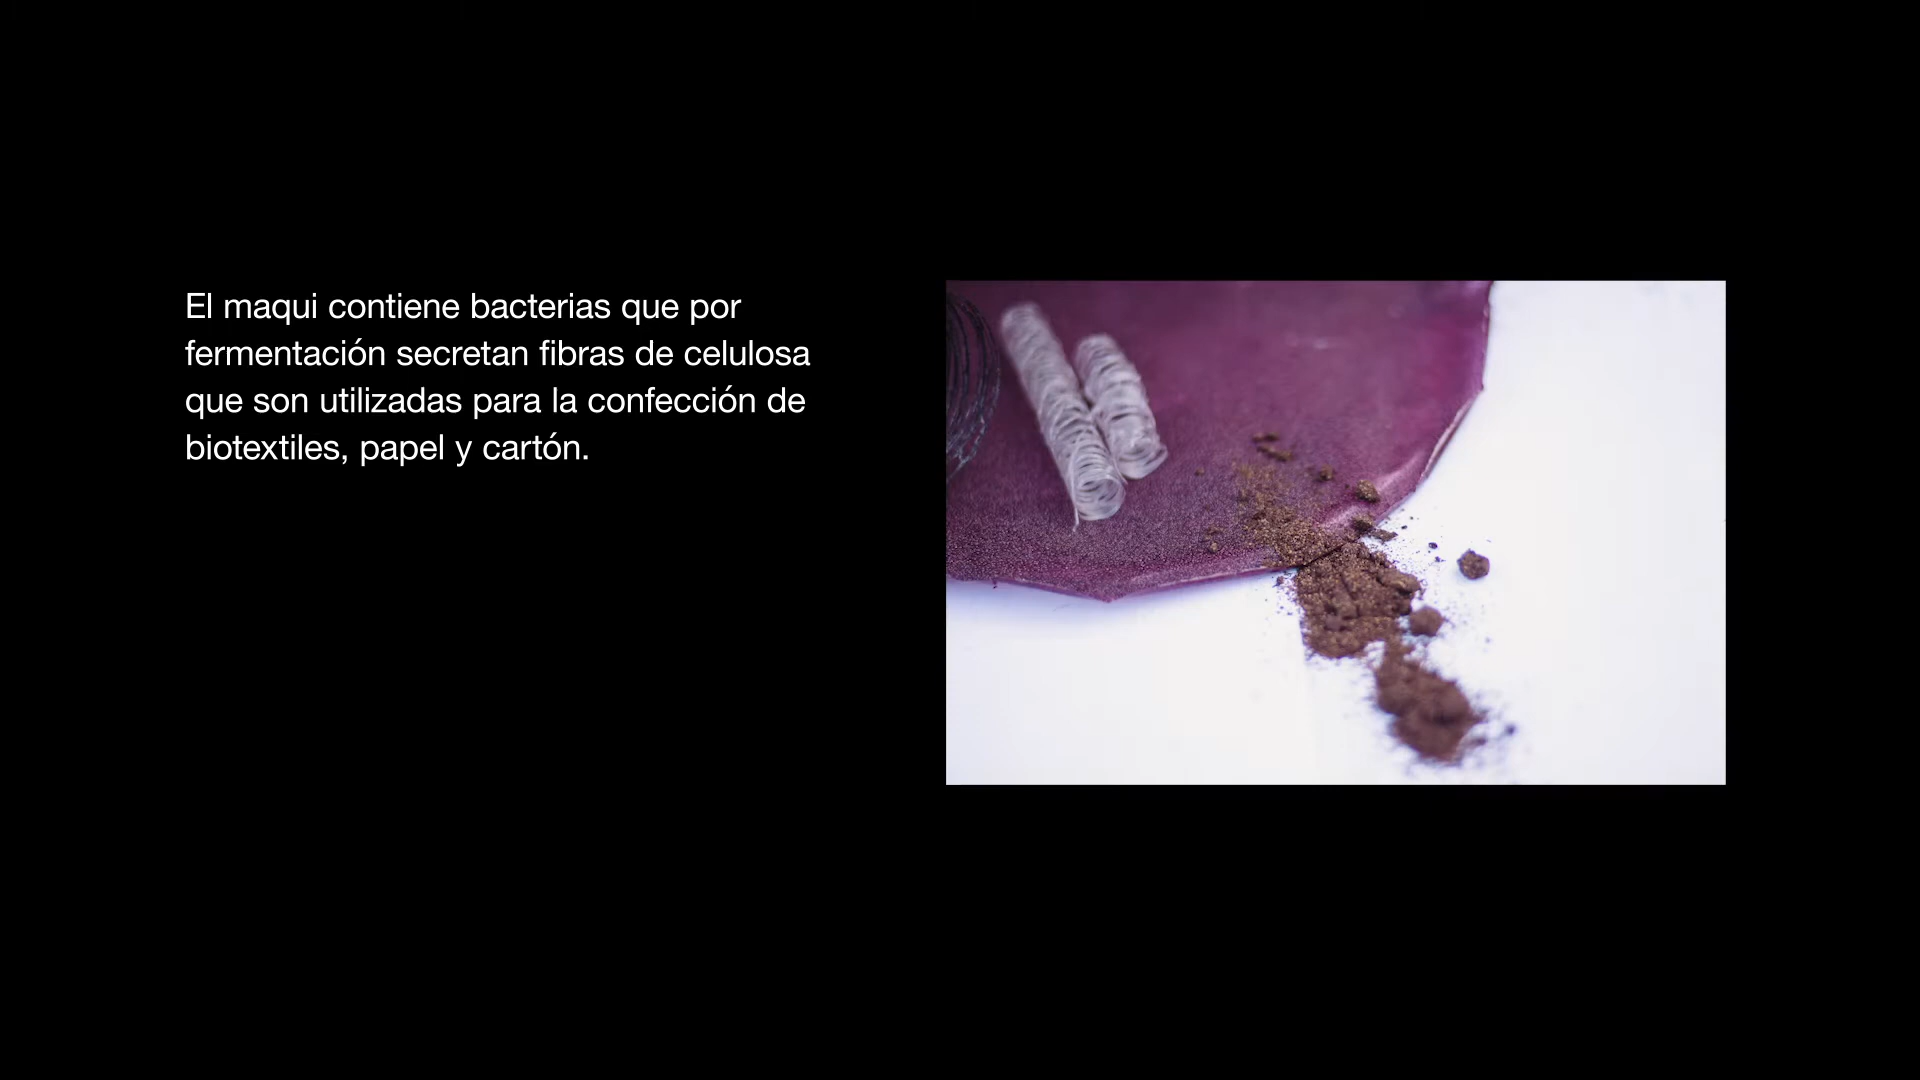 El maqui contiene bacterias que por
fermentación secretan fibras de celulosa
que son utilizadas para la confección de
biotextiles, papel y cartón.